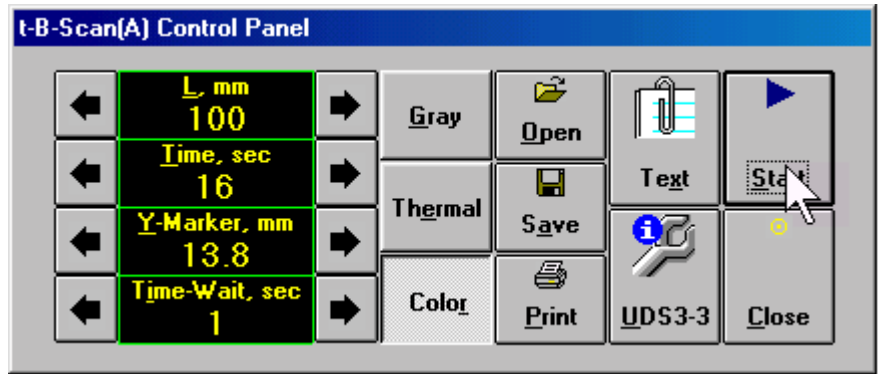 t-B-Scan(A) Control Panel
L, mm
100
Time, sec
16
Y-Marker, mm
13.8
Time-Wait, sec
1
Gray
Thermal
Color
Open
Save
Print
Text
UDS3-3
Start
Close